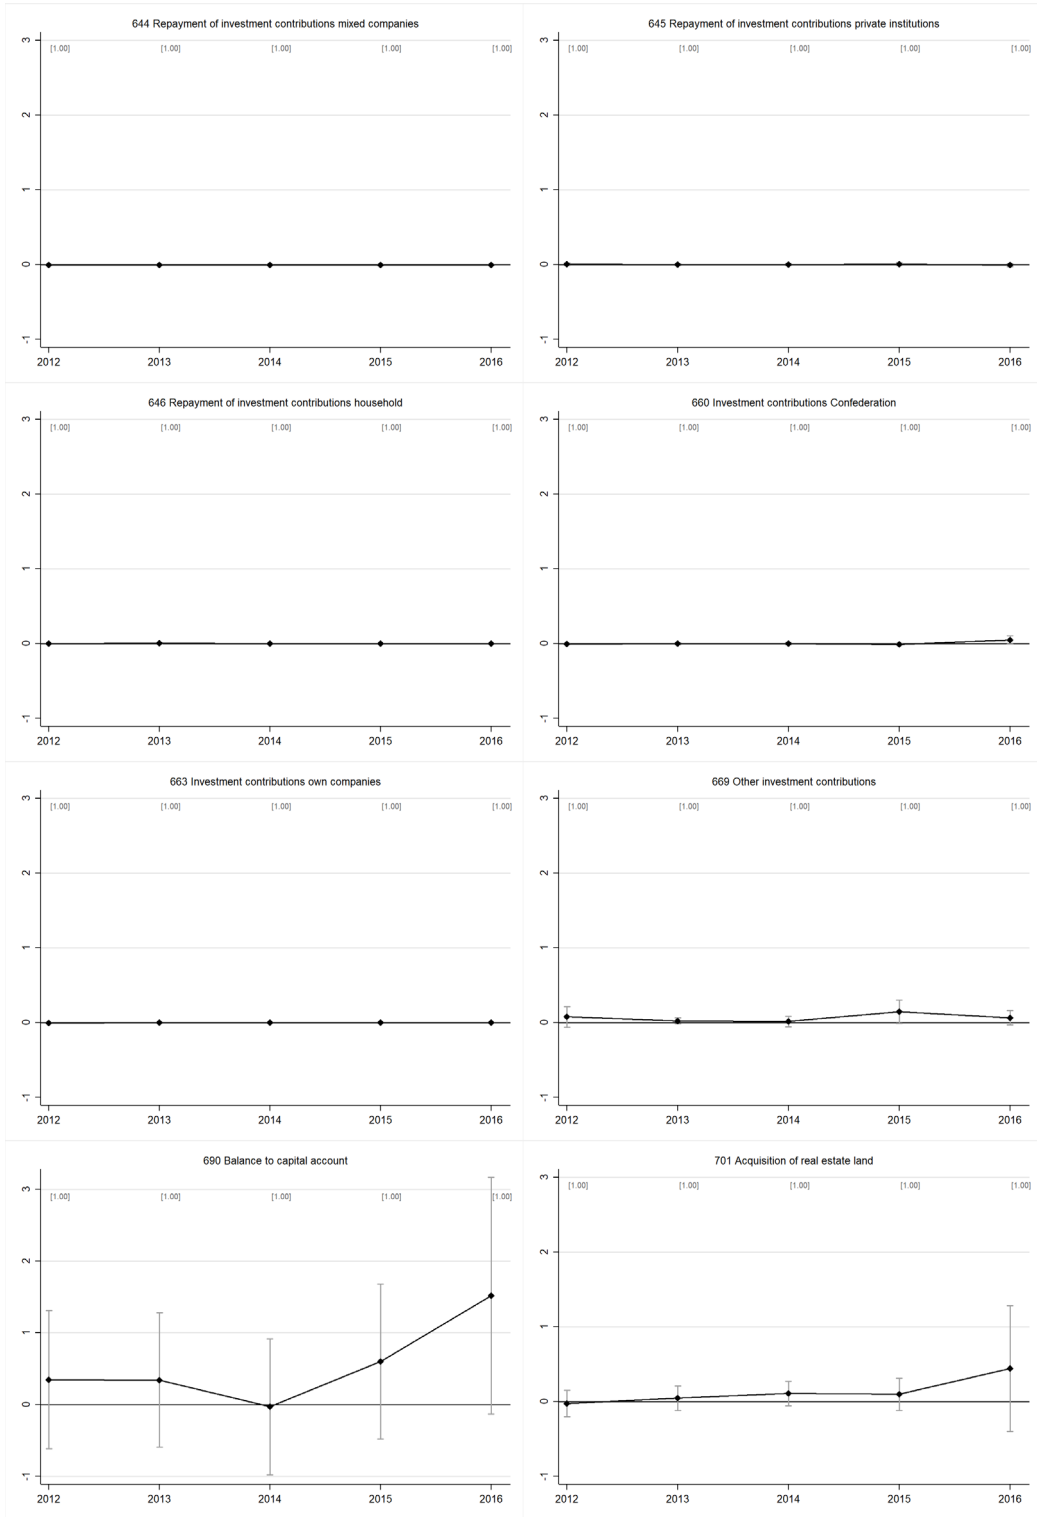 644 Repayment of investment contributions mixed companies
3
[1.00] [1.00] [1.00] [1.00] [1.00]
2
1
0
-1
2012 2013 2014 2015 2016
645 Repayment of investment contributions private institutions
3
[1.00] [1.00] [1.00] [1.00] [1.00]
2
1
0
-1
2012 2013 2014 2015 2016
646 Repayment of investment contributions household
3
[1.00] [1.00] [1.00] [1.00] [1.00]
2
1
0
-1
2012 2013 2014 2015 2016
660 Investment contributions Confederation
3
[1.00] [1.00] [1.00] [1.00] [1.00]
2
1
0
-1
2012 2013 2014 2015 2016
663 Investment contributions own companies
3
[1.00] [1.00] [1.00] [1.00] [1.00]
2
1
0
-1
2012 2013 2014 2015 2016
669 Other investment contributions
3
[1.00] [1.00] [1.00] [1.00] [1.00]
2
1
0
-1
2012 2013 2014 2015 2016
690 Balance to capital account
3
[1.00] [1.00] [1.00] [1.00] [1.00]
2
1
0
-1
2012 2013 2014 2015 2016
701 Acquisition of real estate land
3
[1.00] [1.00] [1.00] [1.00] [1.00]
2
1
0
-1
2012 2013 2014 2015 2016